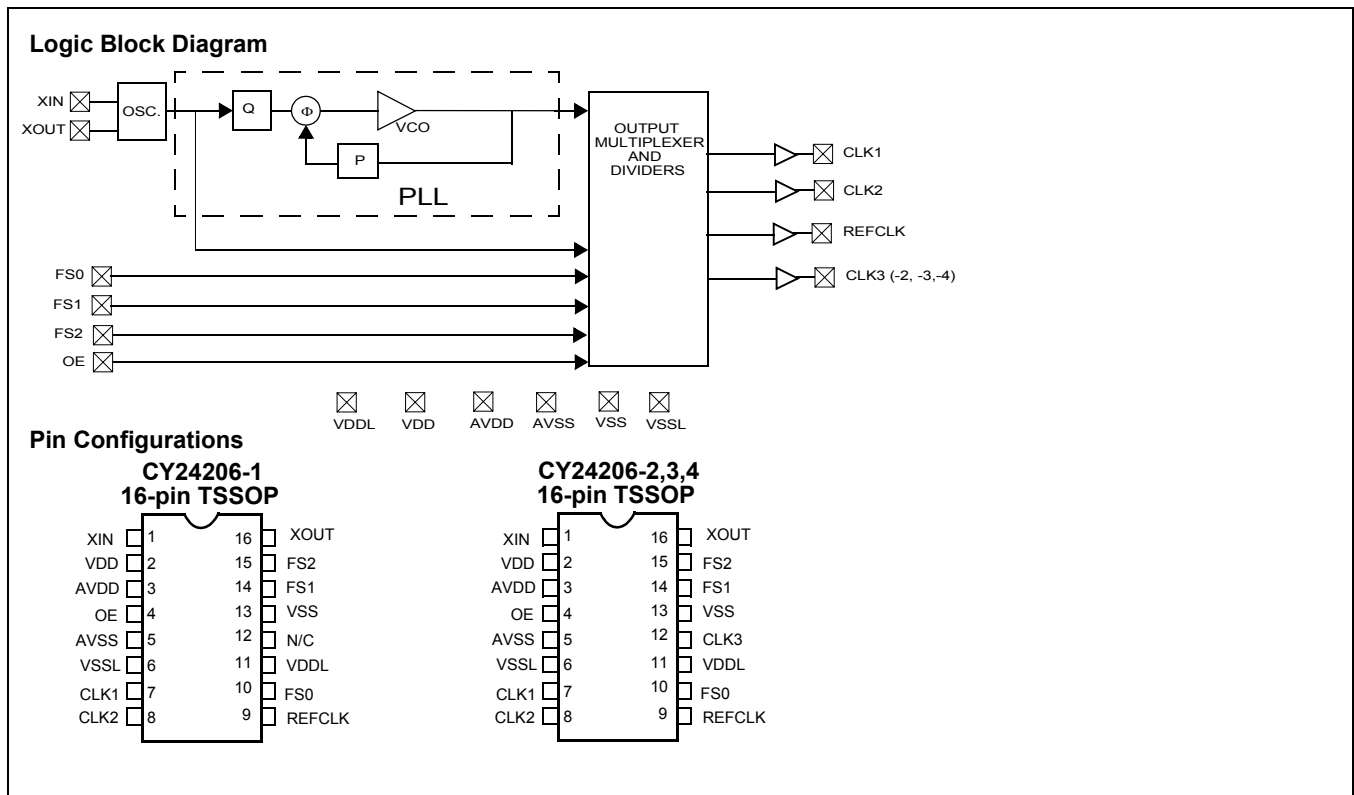 Logic Block Diagram
XIN
XOUT
OSC.
Q
Φ
VCO
P
PLL
OUTPUT
MULTIPLEXER
AND
DIVIDERS
CLK1
CLK2
REFCLK
CLK3 (-2, -3,-4)
FS0
FS1
FS2
OE
VDDL
VDD
AVDD
AVSS
VSS
VSSL
Pin Configurations
CY24206-1
16-pin TSSOP
XIN 1 16 XOUT
VDD 2 15 FS2
AVDD 3 14 FS1
OE 4 13 VSS
AVSS 5 12 N/C
VSSL 6 11 VDDL
CLK1 7 10 FS0
CLK2 8 9 REFCLK
CY24206-2,3,4
16-pin TSSOP
XIN 1 16 XOUT
VDD 2 15 FS2
AVDD 3 14 FS1
OE 4 13 VSS
AVSS 5 12 CLK3
VSSL 6 11 VDDL
CLK1 7 10 FS0
CLK2 8 9 REFCLK